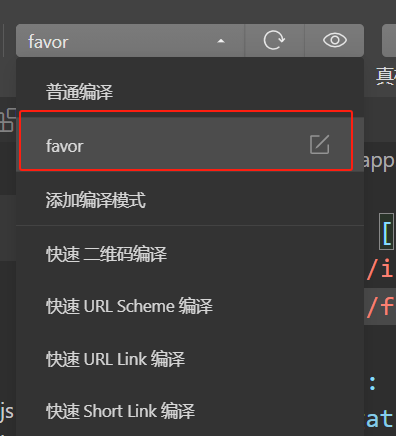 favor
真
普通编译
favor
app
添加编译模式
[
快速 二维码编译
/i
快速 URL Scheme 编译
/f
快速 URL Link 编译
:
js
快速 Short Link 编译
rat